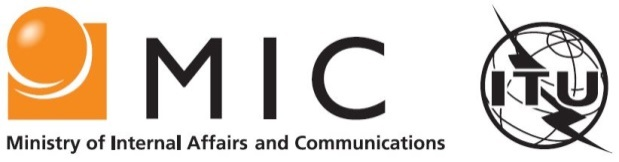 MIC
Ministry of Internal Affairs and Communications
ITU